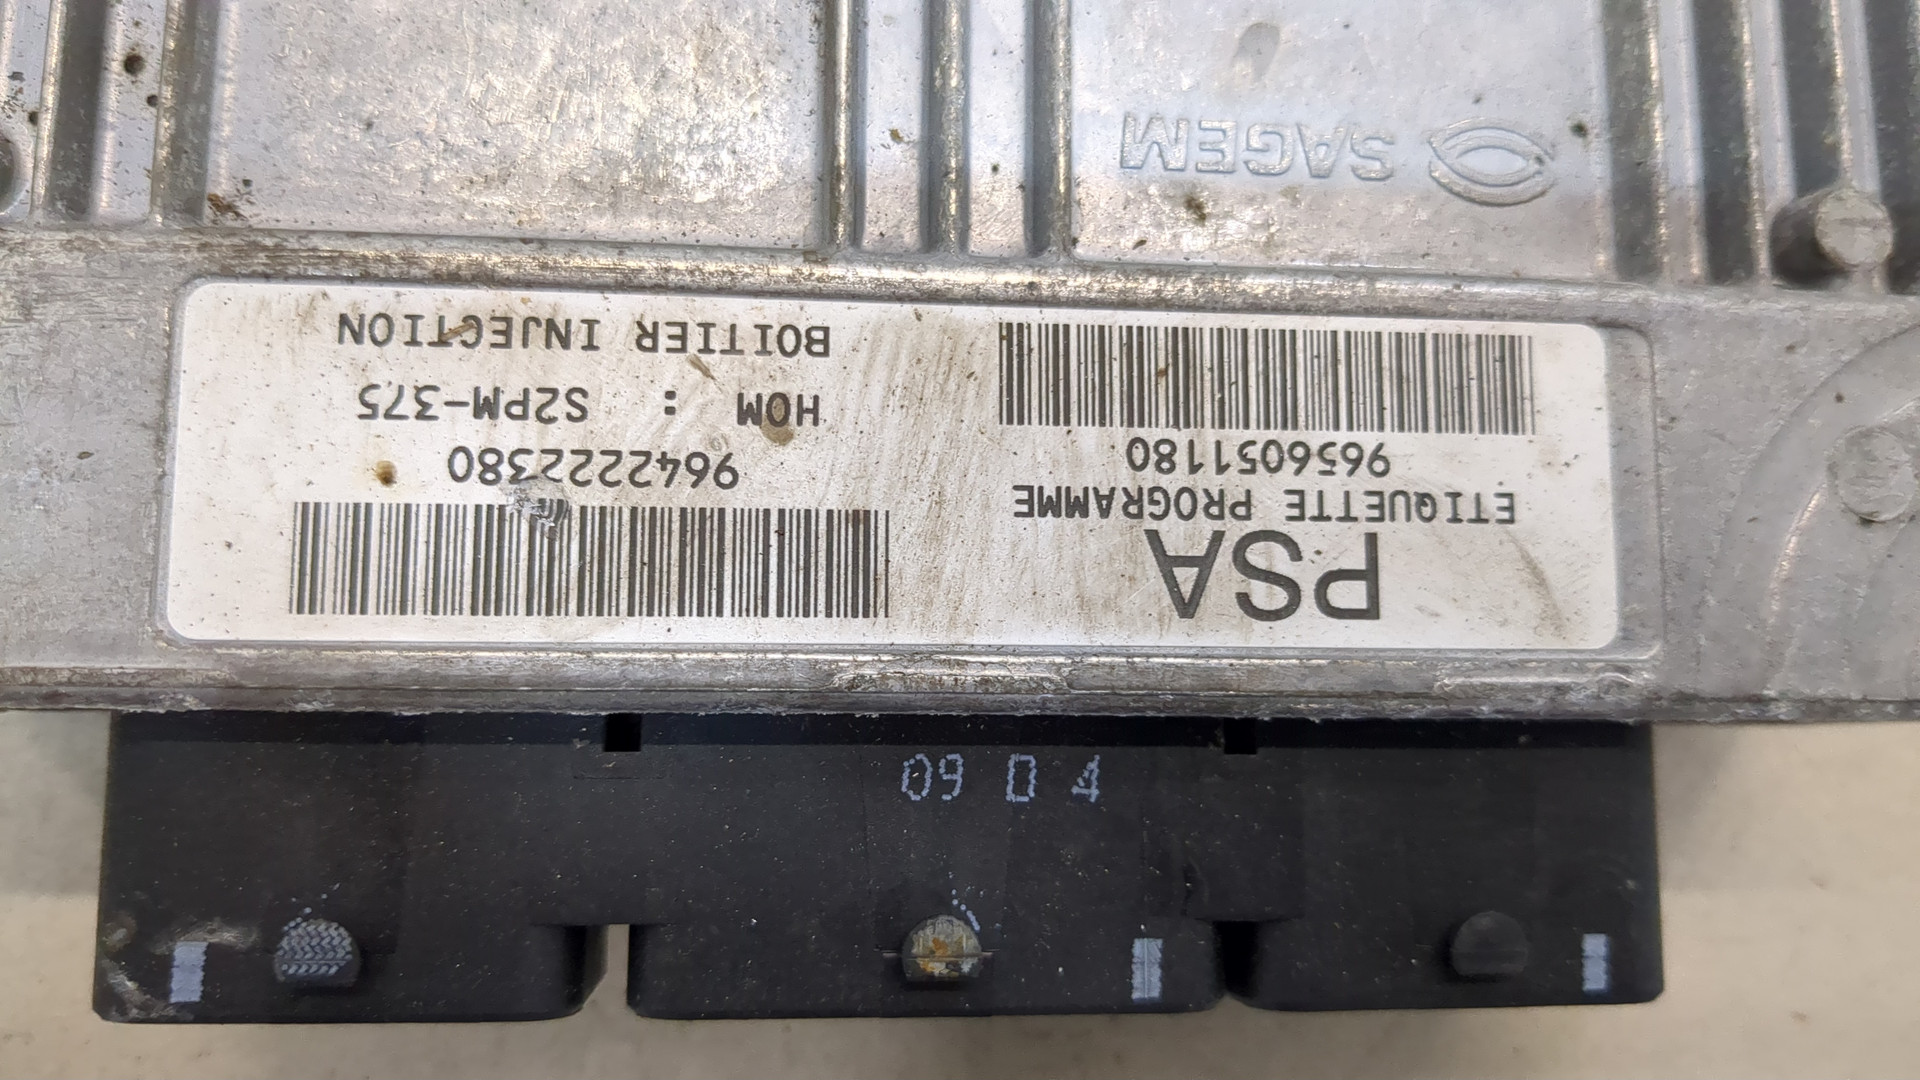 PSA
ETIQUETTE PROGRAMME
9656051180
9642222380
HOM : S2PM-375
BOITIER INJECTION
SAGEM
09 D 4